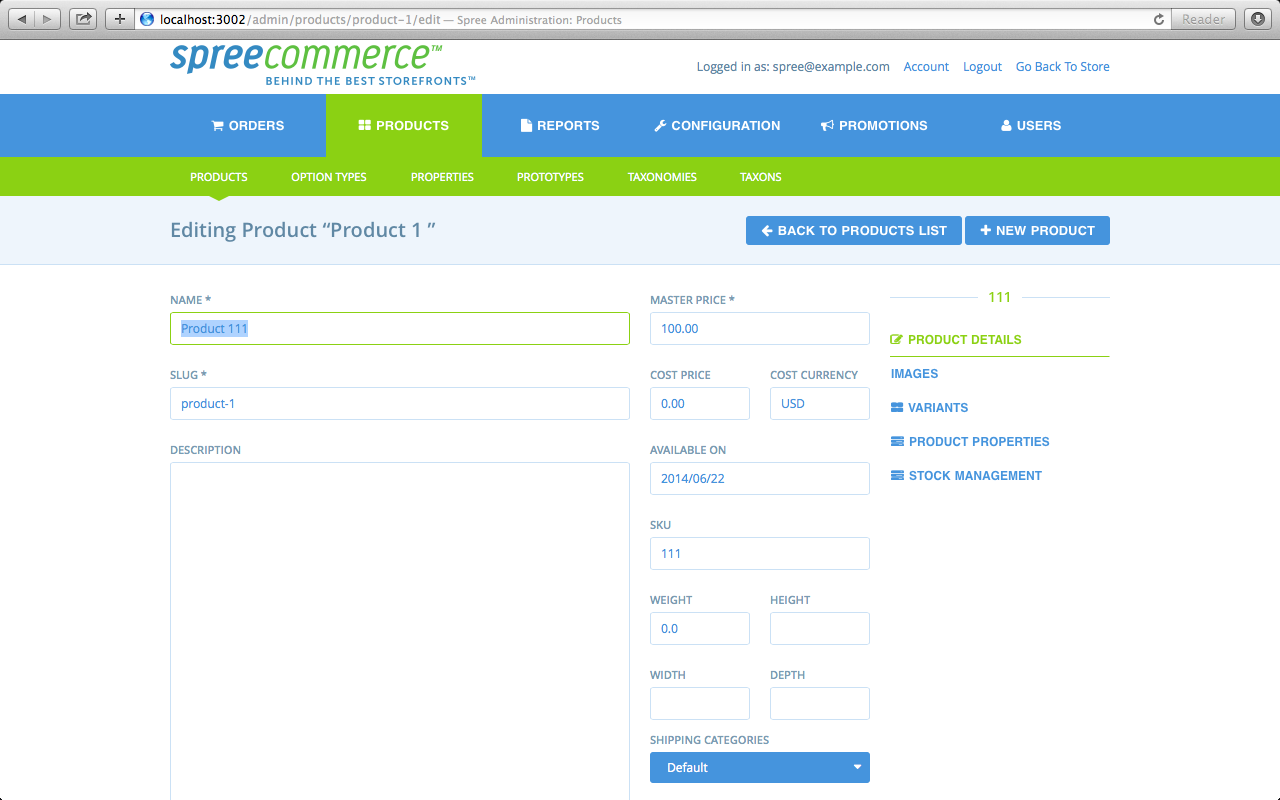 localhost:3002/admin/products/product-1/edit — Spree Administration: Products
Reader
spreecommerce™
BEHIND THE BEST STOREFRONTS™
Logged in as: spree@example.com Account Logout Go Back To Store
ORDERS PRODUCTS REPORTS CONFIGURATION PROMOTIONS USERS
PRODUCTS OPTION TYPES PROPERTIES PROTOTYPES TAXONOMIES TAXONS
Editing Product “Product 1 ”
BACK TO PRODUCTS LIST
NEW PRODUCT
NAME *
Product 111
SLUG *
product-1
DESCRIPTION
MASTER PRICE *
100.00
COST PRICE COST CURRENCY
0.00 USD
AVAILABLE ON
2014/06/22
SKU
111
WEIGHT HEIGHT
0.0
WIDTH DEPTH
SHIPPING CATEGORIES
Default
111
PRODUCT DETAILS
IMAGES
VARIANTS
PRODUCT PROPERTIES
STOCK MANAGEMENT